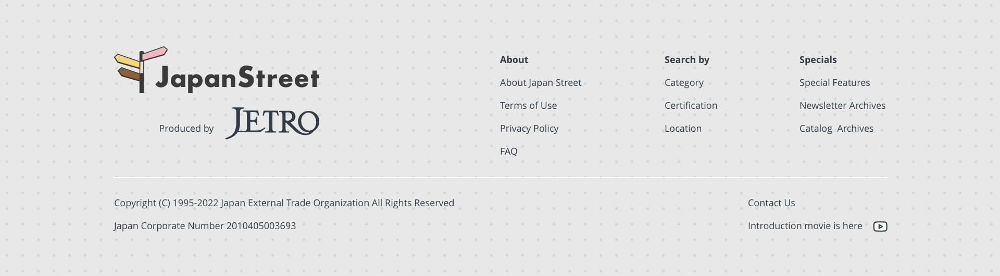 JapanStreet
Produced by JETRO
About
About Japan Street
Terms of Use
Privacy Policy
FAQ
Search by
Category
Certification
Location
Specials
Special Features
Newsletter Archives
Catalog  Archives
Copyright (C) 1995-2022 Japan External Trade Organization All Rights Reserved
Japan Corporate Number 2010405003693
Contact Us
Introduction movie is here